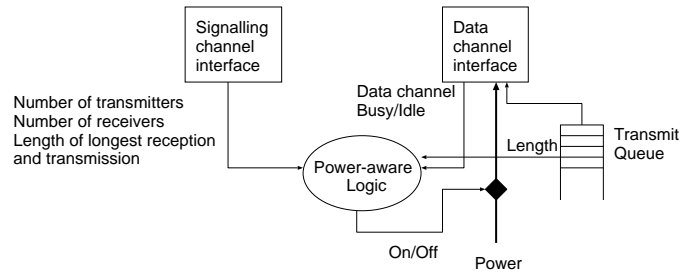 Signalling
channel
interface
Data
channel
interface
Number of transmitters
Number of receivers
Length of longest reception
and transmission
Data channel
Busy/Idle
Length
Transmit
Queue
Power-aware
Logic
On/Off
Power